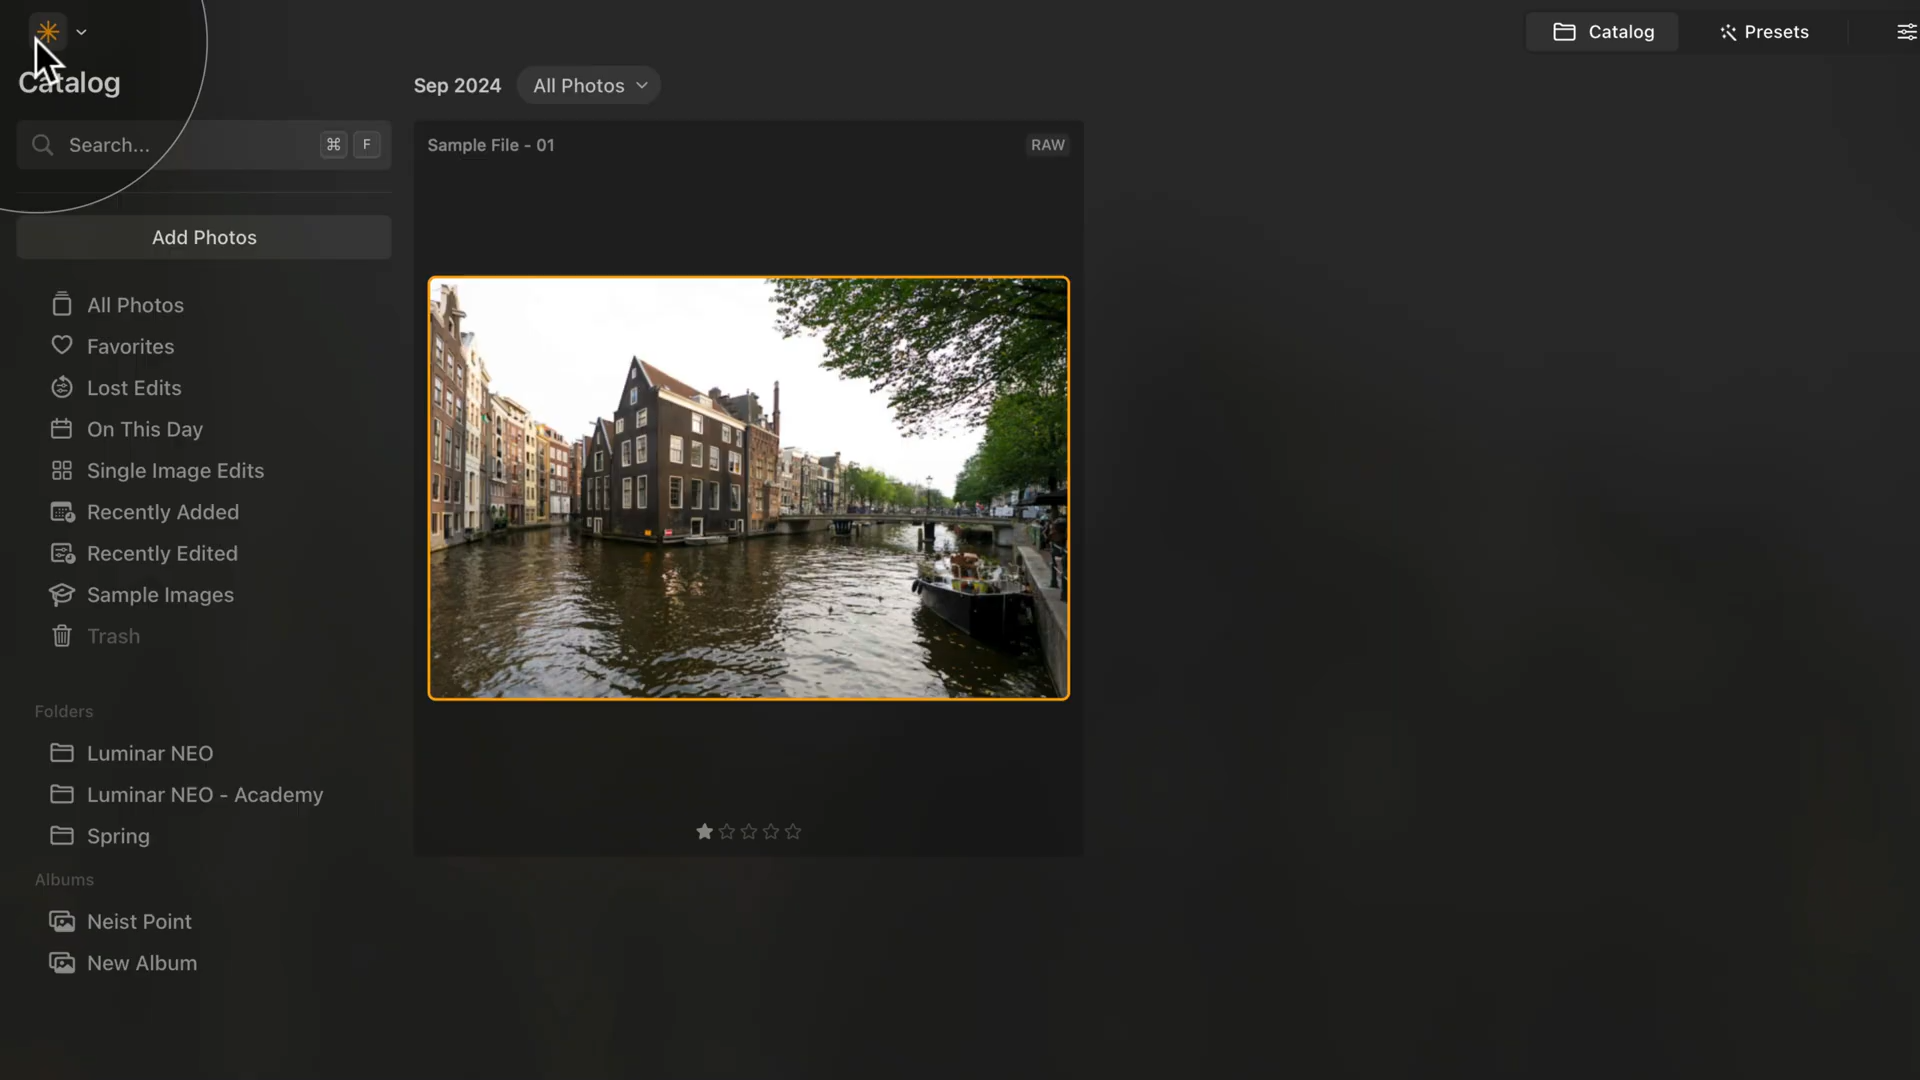 Catalog
Presets
Catalog
Search...
⌘ F
Add Photos
All Photos
Favorites
Lost Edits
On This Day
Single Image Edits
Recently Added
Recently Edited
Sample Images
Trash
Folders
Luminar NEO
Luminar NEO - Academy
Spring
Albums
Neist Point
New Album
Sep 2024
All Photos
Sample File - 01
RAW